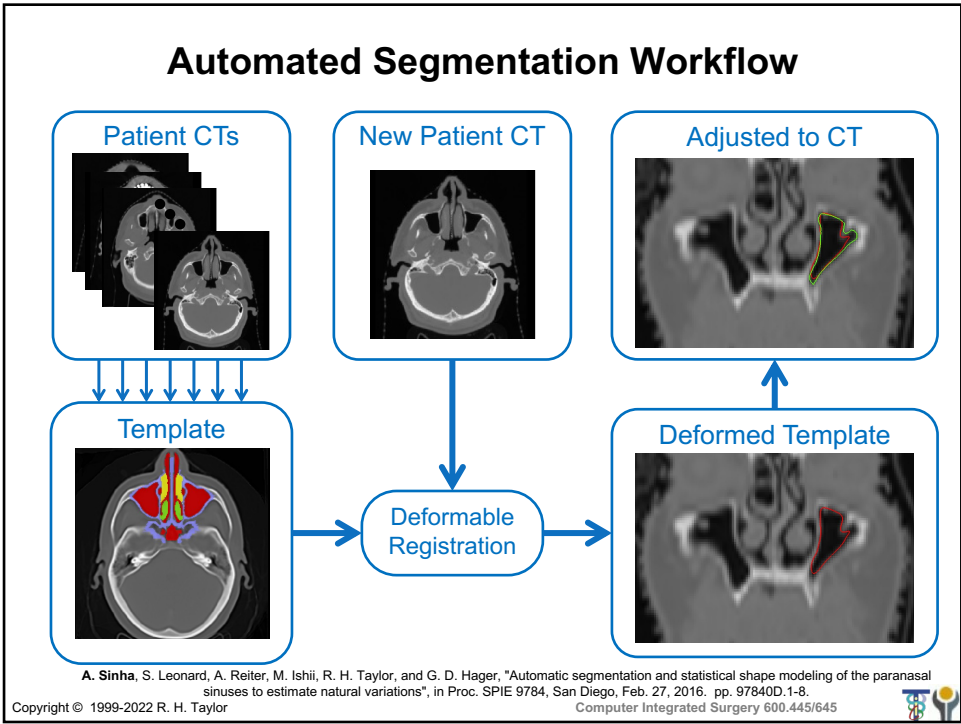 Automated Segmentation Workflow
Patient CTs
New Patient CT
Adjusted to CT
Template
Deformable
Registration
Deformed Template
A. Sinha, S. Leonard, A. Reiter, M. Ishii, R. H. Taylor, and G. D. Hager, "Automatic segmentation and statistical shape modeling of the paranasal
sinuses to estimate natural variations", in Proc. SPIE 9784, San Diego, Feb. 27, 2016. pp. 97840D.1-8.
Copyright © 1999-2022 R. H. Taylor
Computer Integrated Surgery 600.445/645